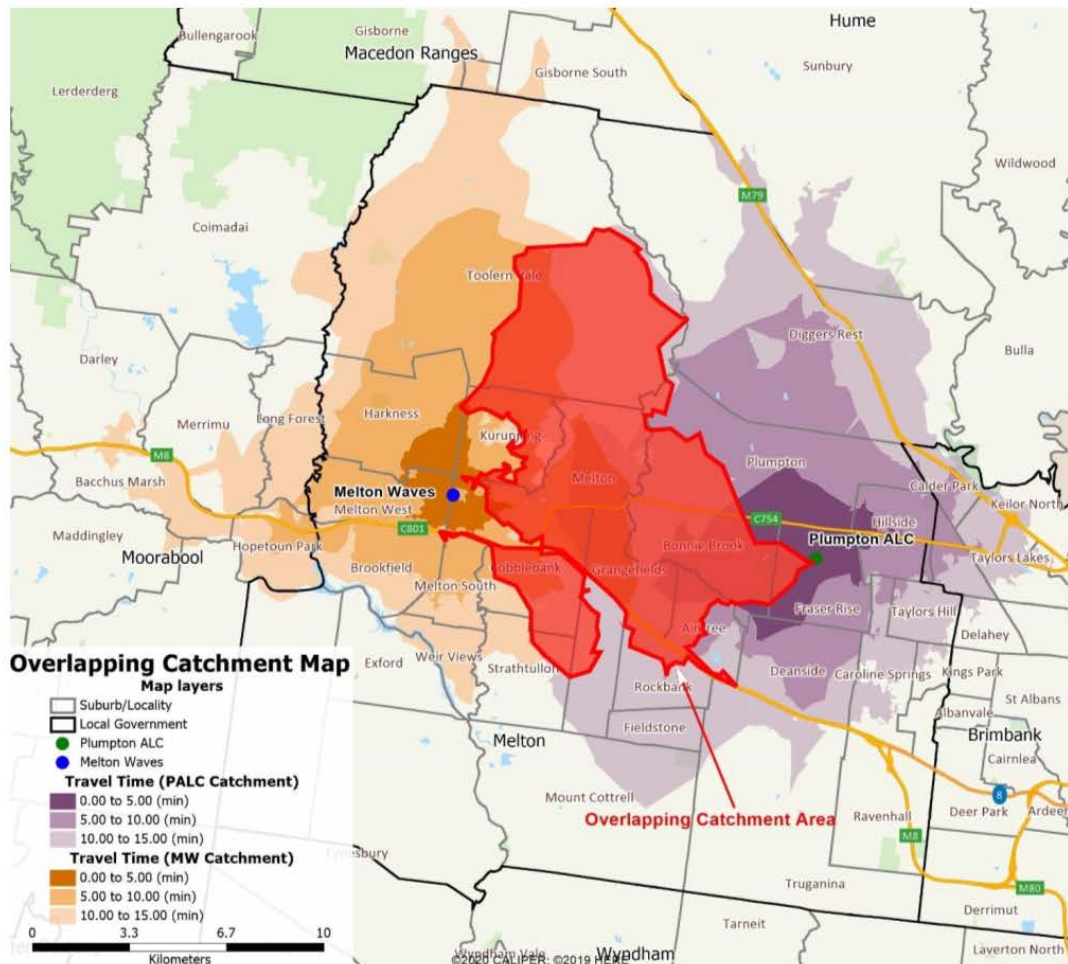 Hume
Gisborne
Bullengarook
Macedon Ranges
Gisborne South
Sunbury
Lerderderg
Wildwood
M79
Coimadai
Toolern Vale
Diggers Rest
Bulla
Darley
Long Forest
Harkness
Merrimu
Kurunjang
M8
Plumpton
Melton
Calder Park
Bacchus Marsh
Melton Waves
Keilor North
Melton West
C754
Hillside
C801
Plumpton ALC
Maddingley
Hopetoun Park
Bonnie Brook
Taylors Lakes
Moorabool
Brookfield
Cobblebank
Grangefields
Melton South
Fraser Rise
Taylors Hill
Aintree
Delahey
Overlapping Catchment Map
Exford
Weir Views
Strathtulloh
Deanside
Caroline Springs
Kings Park
Map layers
Rockbank
St Albans
Suburb/Locality
Albanvale
Local Government
Fieldstone
Plumpton ALC
Melton
Brimbank
Melton Waves
Cairnlea
Travel Time (PALC Catchment)
0.00 to 5.00 (min)
Mount Cottrell
8
5.00 to 10.00 (min)
Deer Park
Ardeer
10.00 to 15.00 (min)
Overlapping Catchment Area
Ravenhall
M8
Travel Time (MW Catchment)
Eynesbury
0.00 to 5.00 (min)
5.00 to 10.00 (min)
Truganina
M80
10.00 to 15.00 (min)
Derrimut
0 3.3 6.7 10
Tarneit
Kilometers
Wyndham Vale
Wyndham
Laverton North
©2020 CALIPER; ©2019 HERE